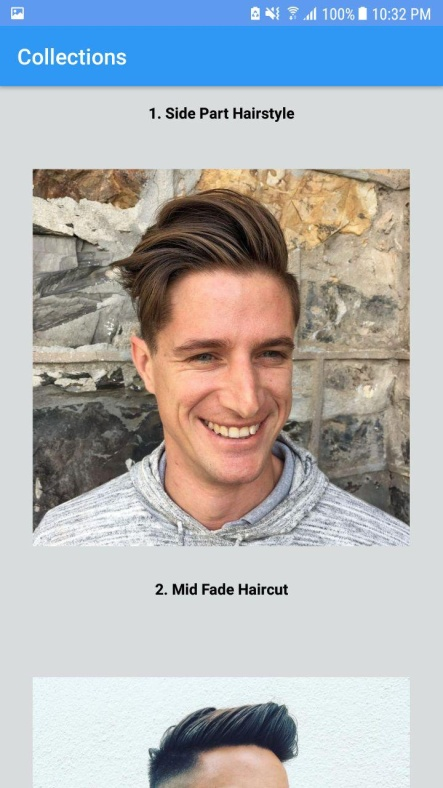 100% 10:32 PM
Collections
1. Side Part Hairstyle
2. Mid Fade Haircut